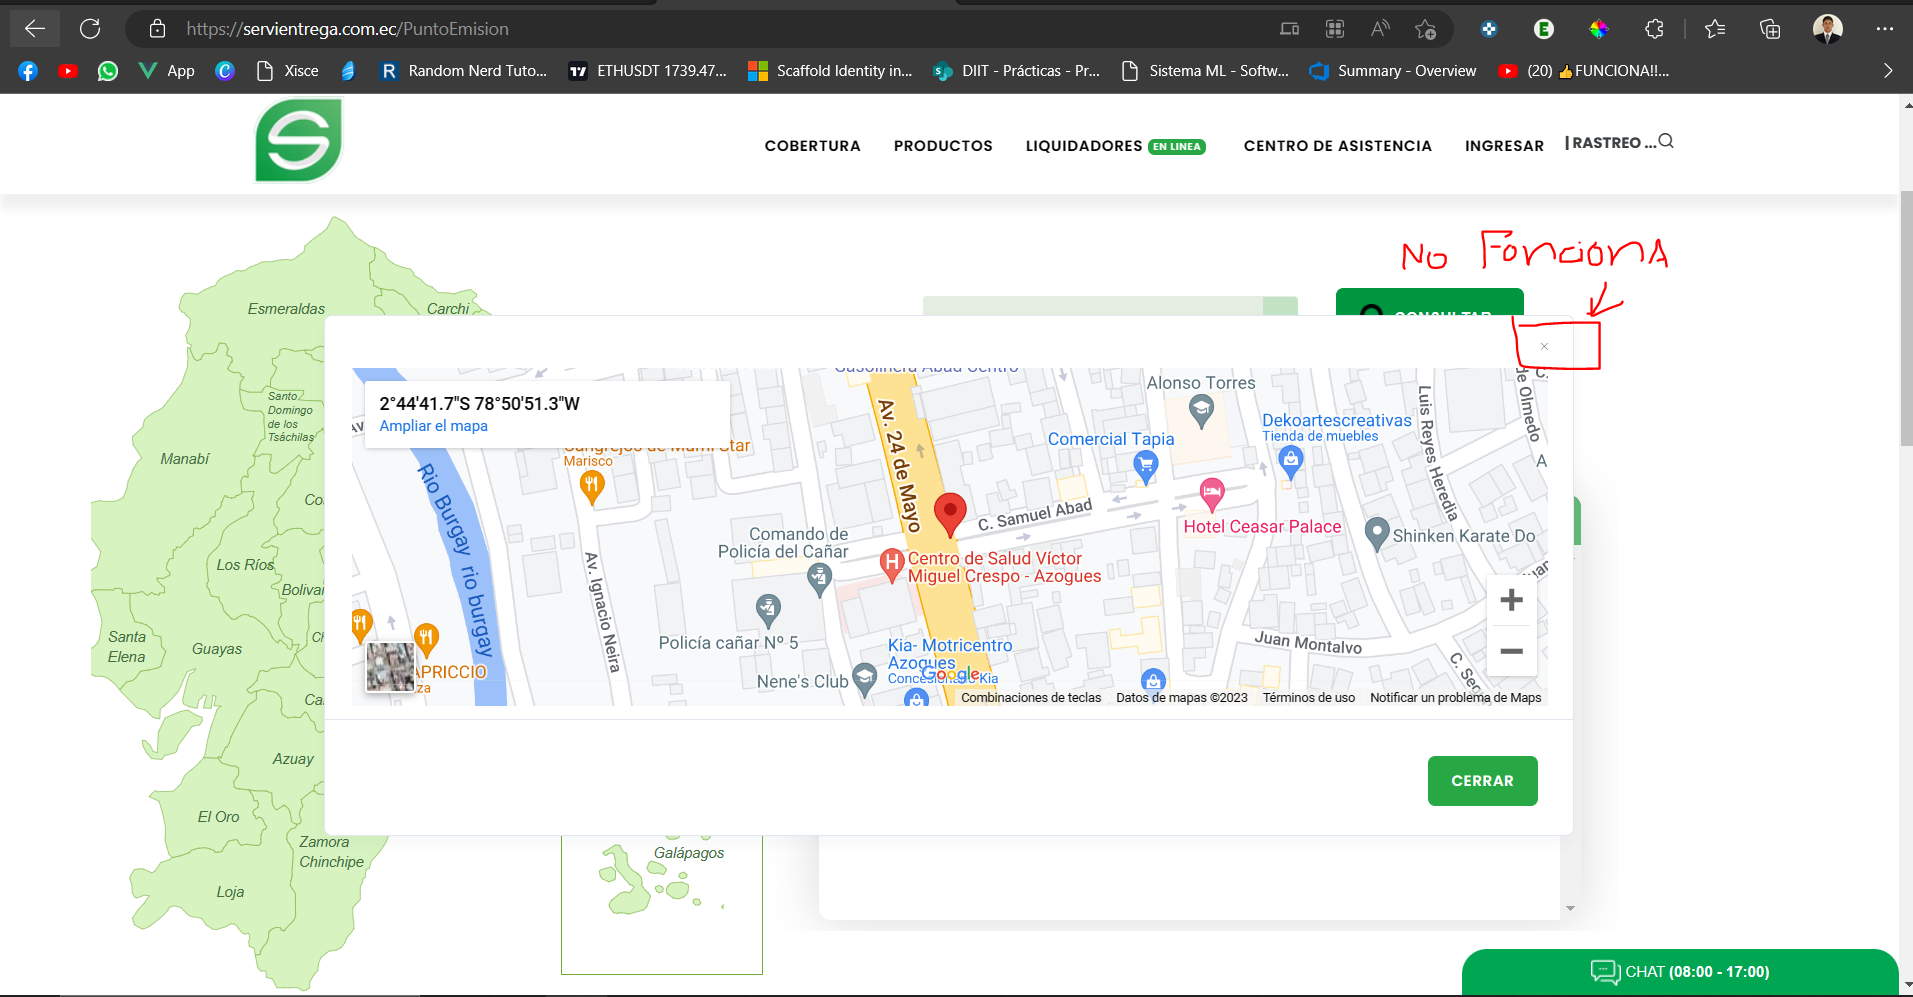 https://servientrega.com.ec/PuntoEmision
App
Xisce
R Random Nerd Tuto...
ETHUSDT 1739.47...
Scaffold Identity in...
DIIT - Prácticas - Pr...
Sistema ML - Softw...
Summary - Overview
(20) 👍FUNCIONA!!...
S
COBERTURA
PRODUCTOS
LIQUIDADORES EN LINEA
CENTRO DE ASISTENCIA
INGRESAR
| RASTREO ...
No Funciona
CONSULTAR
Esmeraldas
Carchi
Santo
Domingo
de los
Tsáchilas
Manabí
Co
Los Ríos
Bolivar
Santa
Elena
Guayas
Ch
Ca
Azuay
El Oro
Zamora
Chinchipe
Loja
Galápagos
×
2°44'41.7"S 78°50'51.3"W
Ampliar el mapa
Gasolinera Abad Centro
Alonso Torres
Dekoartescreativas
Tienda de muebles
Comercial Tapia
Cangrejos de Mami Star
Marisco
Av. 24 de Mayo
Luis Reyes Heredia
de Olmedo
Rio Burgay
rio burgay
C. Samuel Abad
Hotel Ceasar Palace
Shinken Karate Do
Comando de
Policía del Cañar
Centro de Salud Víctor
Miguel Crespo - Azogues
Av. Ignacio Neira
Policía cañar Nº 5
Juan Montalvo
Kia- Motricentro
Azogues
Concesionario Kia
Nene's Club
APRICCIO
za
C. Ser
Google
Combinaciones de teclas
Datos de mapas ©2023
Términos de uso
Notificar un problema de Maps
CERRAR
CHAT (08:00 - 17:00)